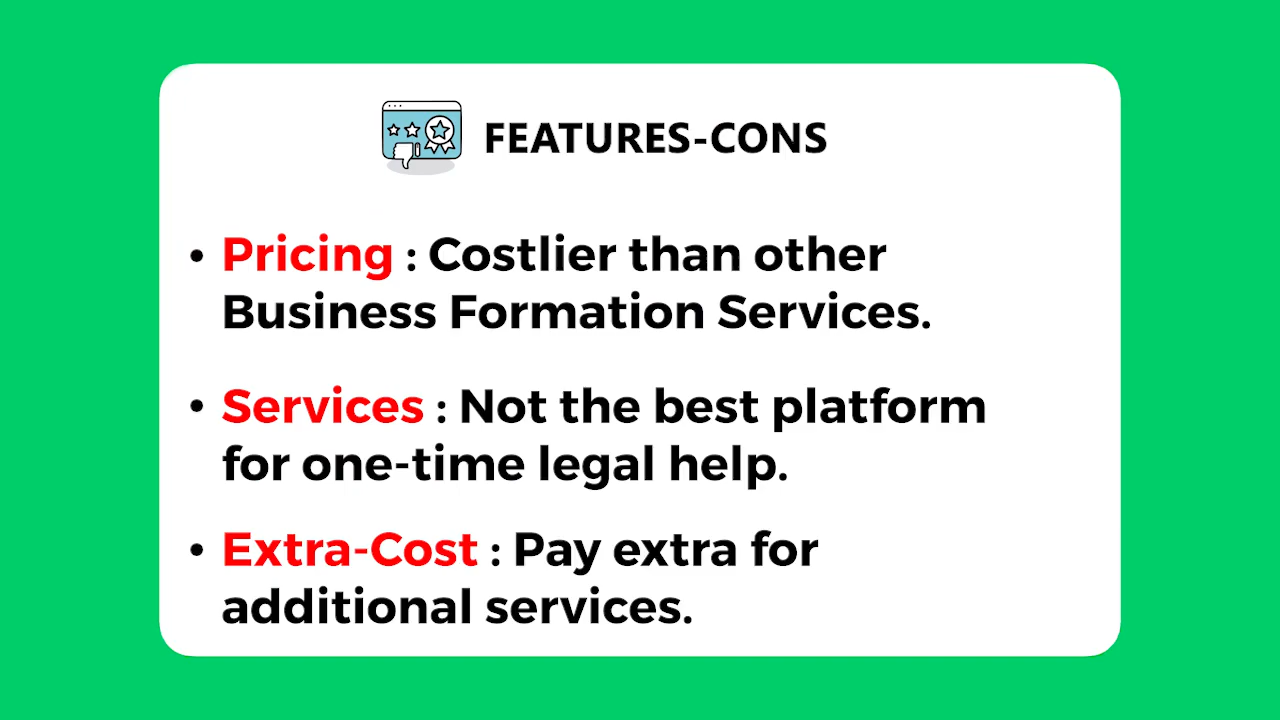 FEATURES-CONS
• Pricing : Costlier than other
Business Formation Services.
• Services : Not the best platform
for one-time legal help.
• Extra-Cost : Pay extra for
additional services.